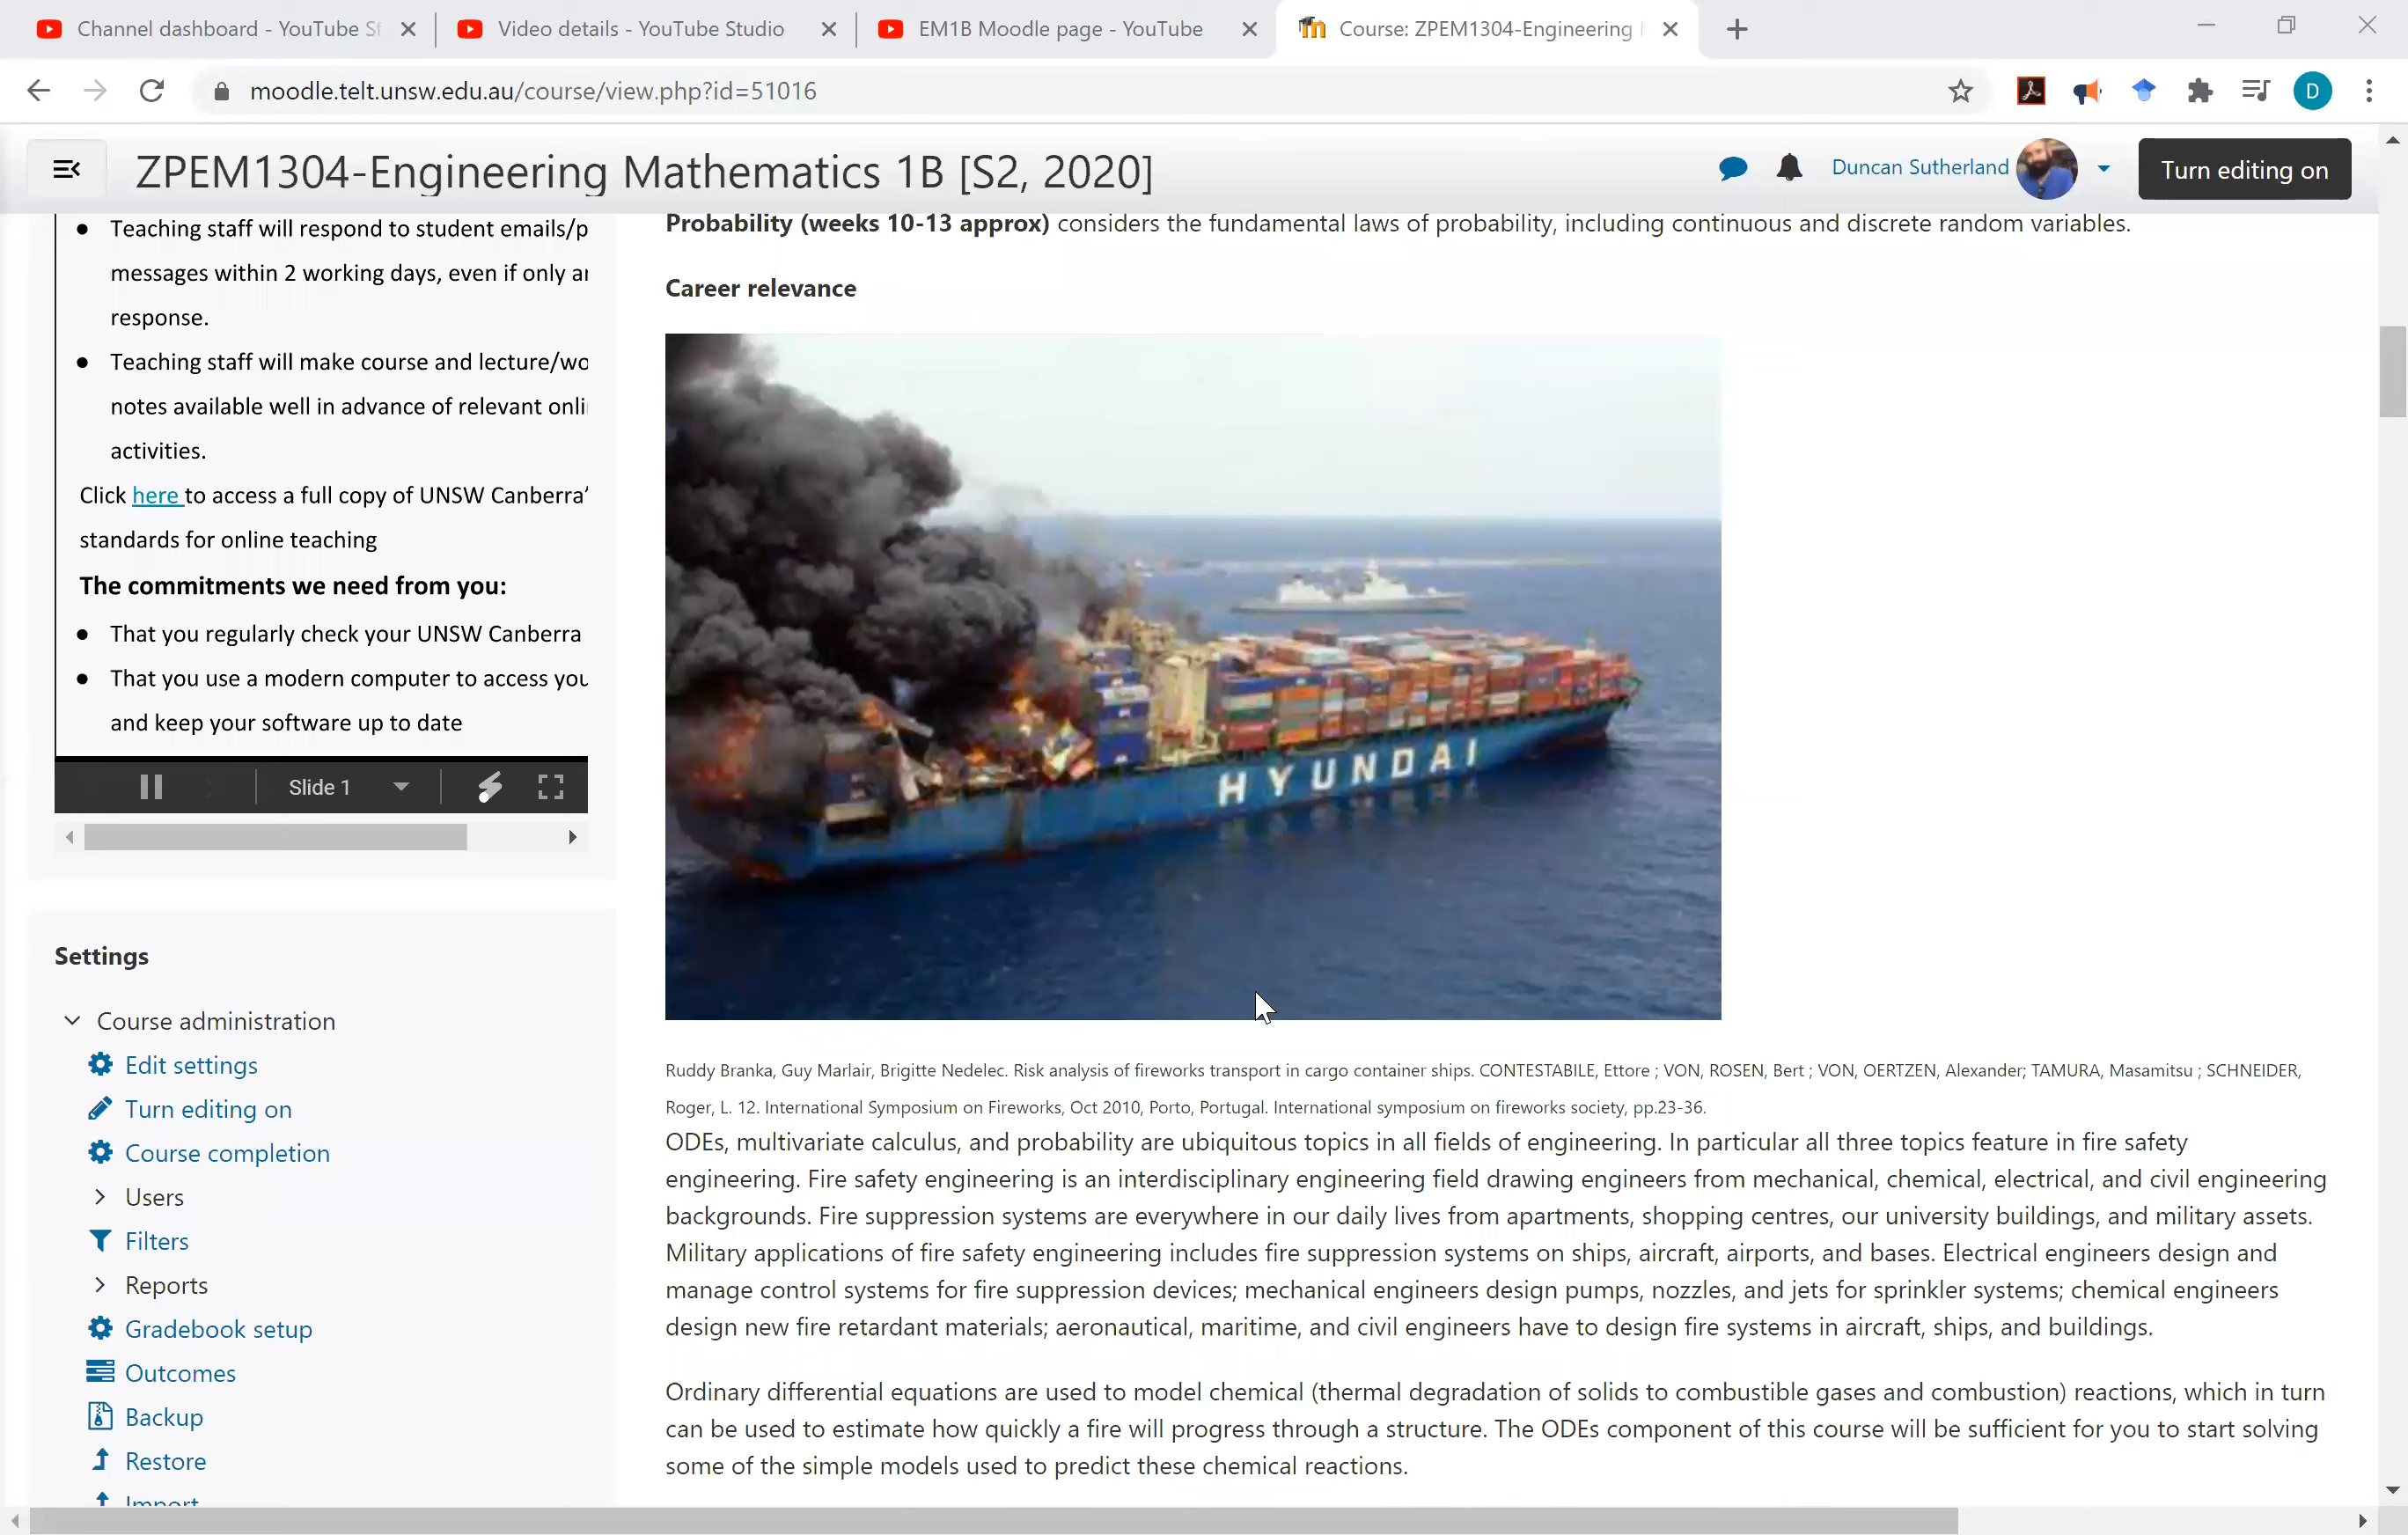 Channel dashboard - YouTube St
Video details - YouTube Studio
EM1B Moodle page - YouTube
Course: ZPEM1304-Engineering
moodle.telt.unsw.edu.au/course/view.php?id=51016
D
ZPEM1304-Engineering Mathematics 1B [S2, 2020]
Duncan Sutherland
Turn editing on
• Teaching staff will respond to student emails/p
messages within 2 working days, even if only a
response.
• Teaching staff will make course and lecture/wo
notes available well in advance of relevant onli
activities.
Click here to access a full copy of UNSW Canberra'
standards for online teaching
The commitments we need from you:
• That you regularly check your UNSW Canberra
• That you use a modern computer to access you
and keep your software up to date
Slide 1
Settings
Course administration
Edit settings
Turn editing on
Course completion
Users
Filters
Reports
Gradebook setup
Outcomes
Backup
Restore
Import
Probability (weeks 10-13 approx) considers the fundamental laws of probability, including continuous and discrete random variables.
Career relevance
HYUNDAI
Ruddy Branka, Guy Marlair, Brigitte Nedelec. Risk analysis of fireworks transport in cargo container ships. CONTESTABILE, Ettore ; VON, ROSEN, Bert ; VON, OERTZEN, Alexander; TAMURA, Masamitsu ; SCHNEIDER,
Roger, L. 12. International Symposium on Fireworks, Oct 2010, Porto, Portugal. International symposium on fireworks society, pp.23-36.
ODEs, multivariate calculus, and probability are ubiquitous topics in all fields of engineering. In particular all three topics feature in fire safety
engineering. Fire safety engineering is an interdisciplinary engineering field drawing engineers from mechanical, chemical, electrical, and civil engineering
backgrounds. Fire suppression systems are everywhere in our daily lives from apartments, shopping centres, our university buildings, and military assets.
Military applications of fire safety engineering includes fire suppression systems on ships, aircraft, airports, and bases. Electrical engineers design and
manage control systems for fire suppression devices; mechanical engineers design pumps, nozzles, and jets for sprinkler systems; chemical engineers
design new fire retardant materials; aeronautical, maritime, and civil engineers have to design fire systems in aircraft, ships, and buildings.
Ordinary differential equations are used to model chemical (thermal degradation of solids to combustible gases and combustion) reactions, which in turn
can be used to estimate how quickly a fire will progress through a structure. The ODEs component of this course will be sufficient for you to start solving
some of the simple models used to predict these chemical reactions.